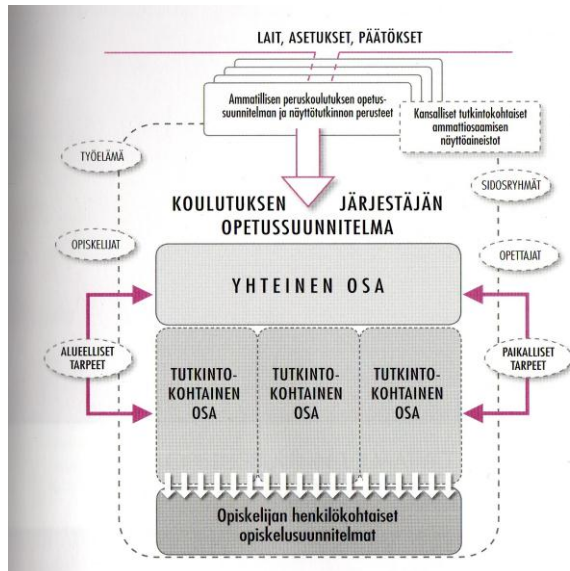 LAIT, ASETUKSET, PÄÄTÖKSET
Ammatillisen peruskoulutuksen opetus-
suunnitelman ja näyttötutkinnon perusteet
Kansalliset tutkintokohtaiset
ammattiosaamisen
näyttöaineistot
TYÖELÄMÄ
SIDOSRYHMÄT
KOULUTUKSEN JÄRJESTÄJÄN
OPETUSSUUNNITELMA
OPISKELIJAT
OPETTAJAT
YHTEINEN OSA
ALUEELLISET
TARPEET
PAIKALLISET
TARPEET
TUTKINTO-
KOHTAINEN
OSA
TUTKINTO-
KOHTAINEN
OSA
TUTKINTO-
KOHTAINEN
OSA
Opiskelijan henkilökohtaiset
opiskelusuunnitelmat